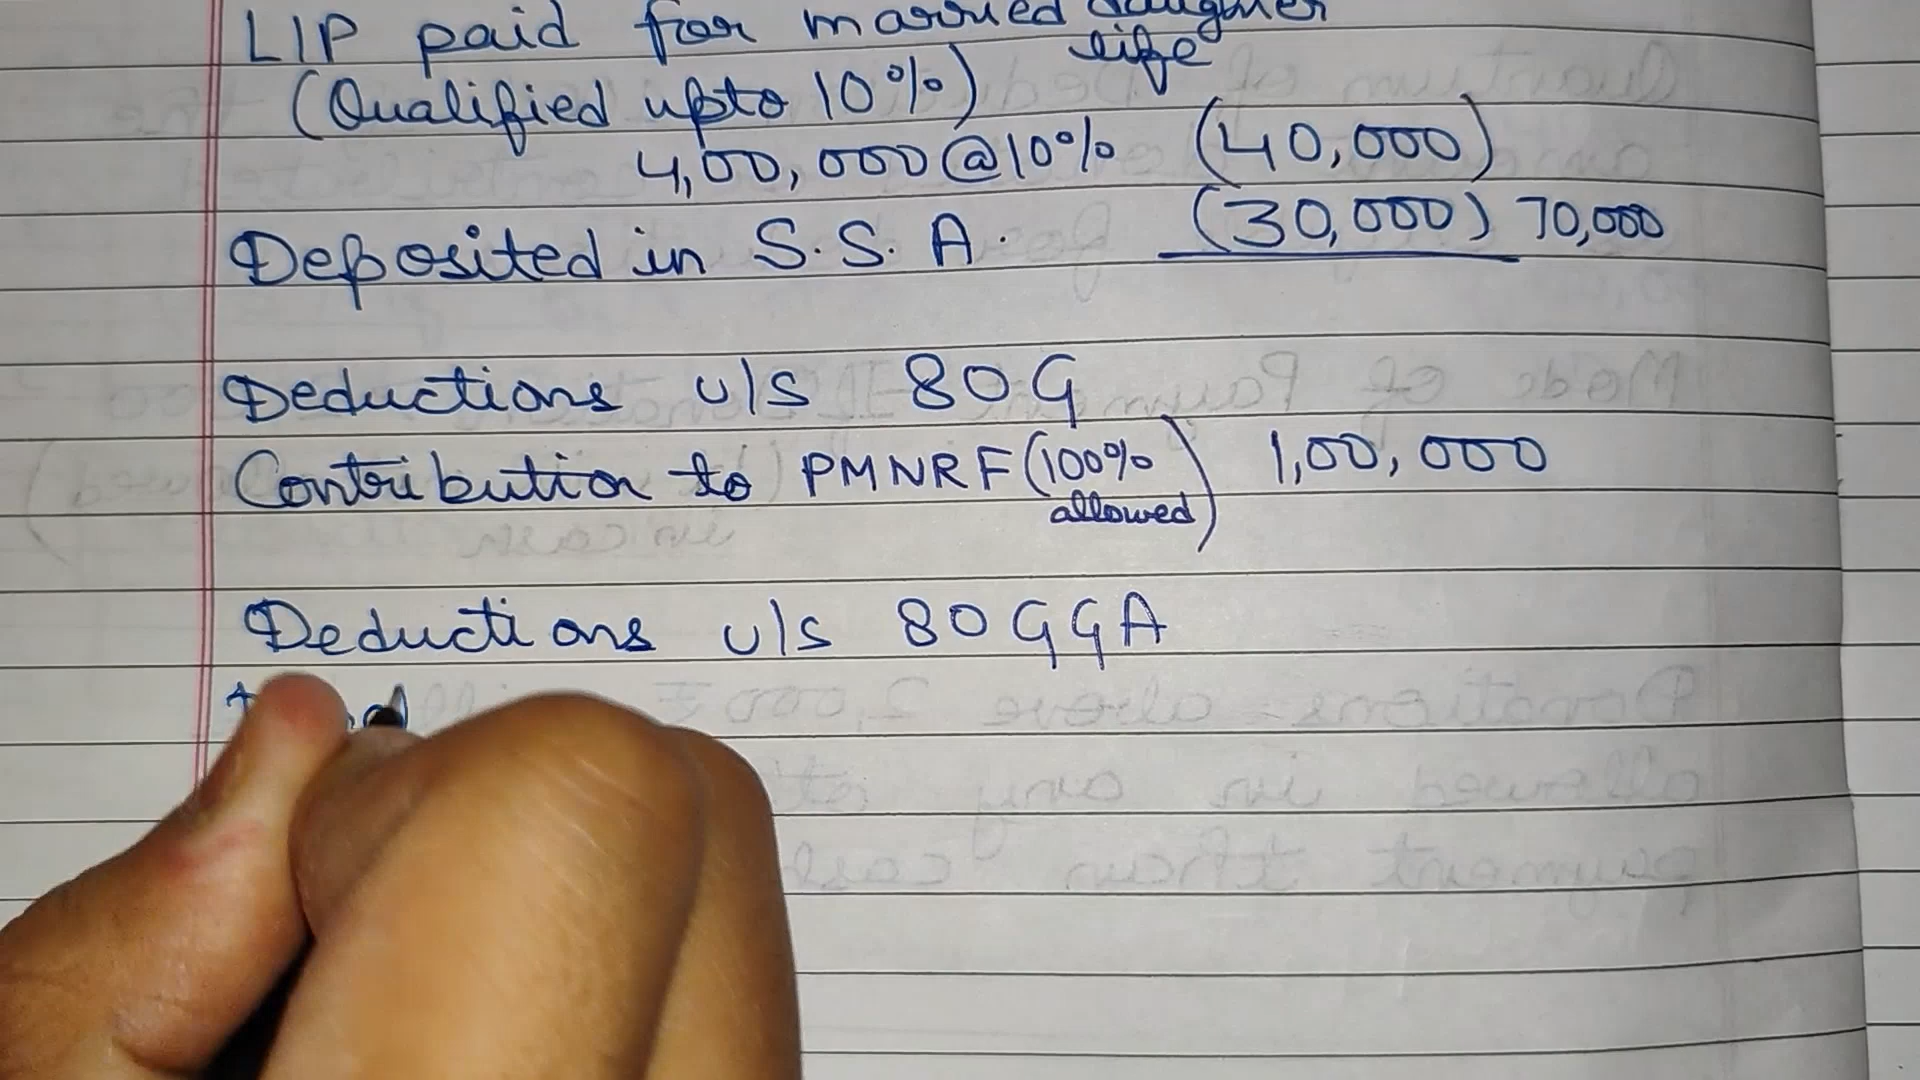 LIP paid for married daughter
life
(Qualified upto 10%)
4,00,000@10% (40,000)
Deposited in S.S.A. (30,000) 70,000
Deductions u/s 80G
Contribution to PMNRF (100% allowed) 1,00,000
Deductions u/s 80GGA